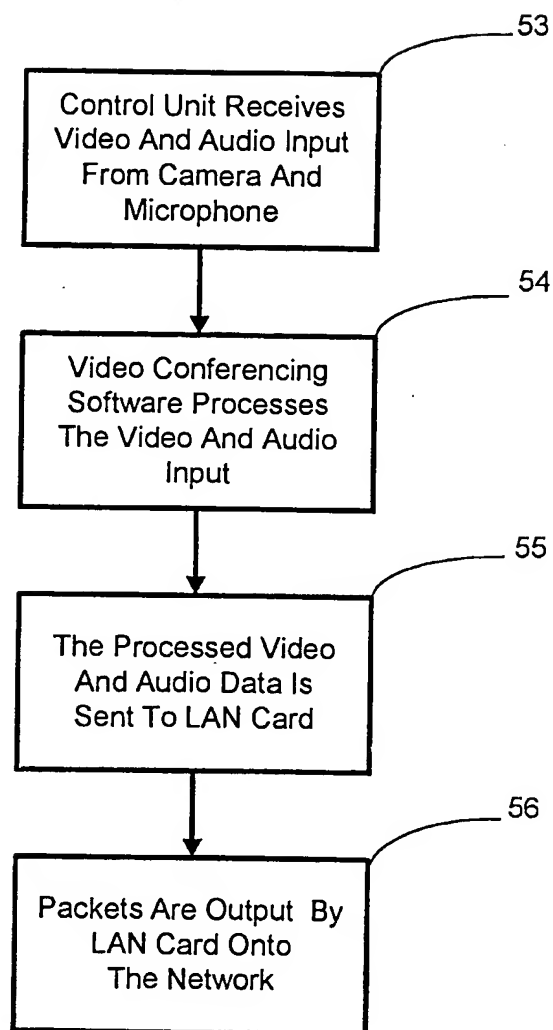 53
Control Unit Receives
Video And Audio Input
From Camera And
Microphone
54
Video Conferencing
Software Processes
The Video And Audio
Input
55
The Processed Video
And Audio Data Is
Sent To LAN Card
56
Packets Are Output By
LAN Card Onto
The Network